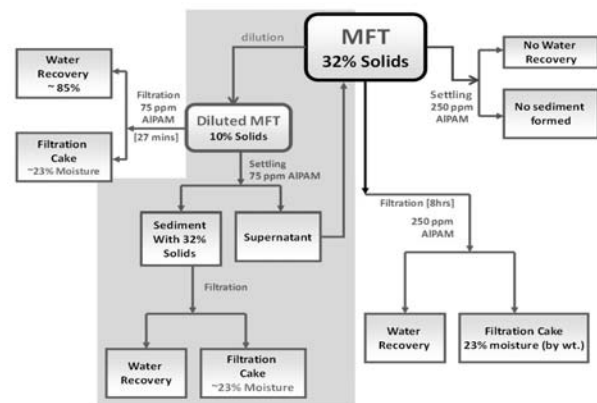 MFT
32% Solids
dilution
No Water
Recovery
Settling
250 ppm
AlPAM
No sediment
formed
Water
Recovery
~ 85%
Filtration
75 ppm
AlPAM
[27 mins]
Diluted MFT
10% Solids
Filtration
Cake
~23% Moisture
Settling
75 ppm AlPAM
Sediment
With 32%
Solids
Supernatant
Filtration [8hrs]
250 ppm
AlPAM
Filtration
Water
Recovery
Filtration
Cake
~23% Moisture
Water
Recovery
Filtration Cake
23% moisture (by wt.)